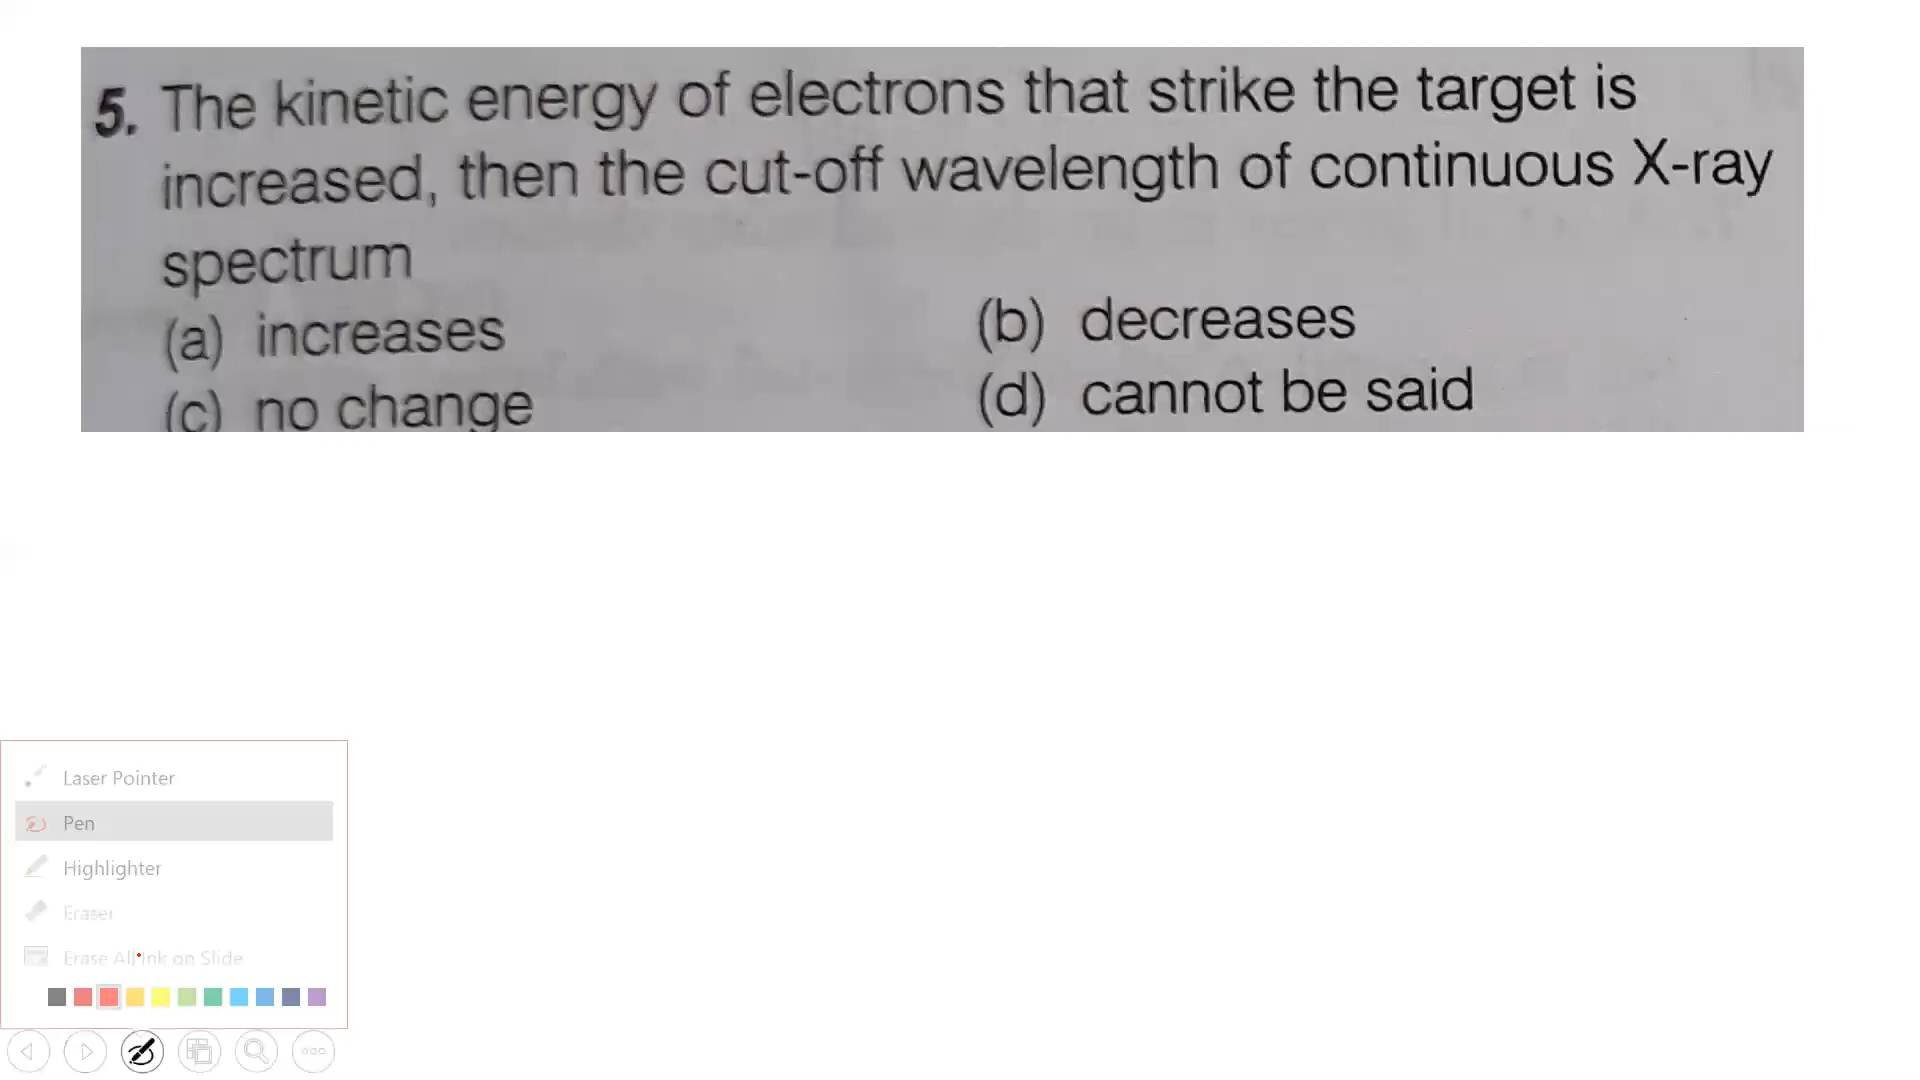 5. The kinetic energy of electrons that strike the target is
increased, then the cut-off wavelength of continuous X-ray
spectrum
(a) increases (b) decreases
(c) no change (d) cannot be said
Laser Pointer
Pen
Highlighter
Eraser
Erase All Ink on Slide